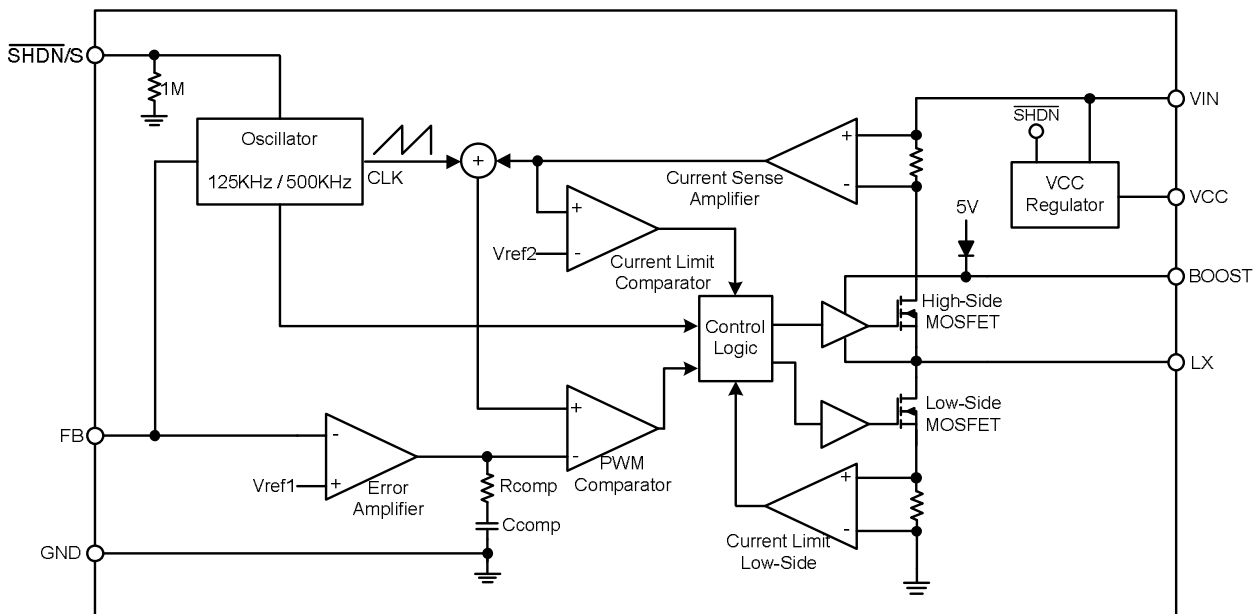 SHDN/S
1M
Oscillator
125KHz / 500KHz
CLK
+
+
-
Current Sense
Amplifier
SHDN
VIN
VCC
Regulator
VCC
5V
BOOST
+
Vref2
-
Current Limit
Comparator
Control
Logic
High-Side
MOSFET
LX
Low-Side
MOSFET
FB
-
Vref1
+
Error
Amplifier
+
-
PWM
Comparator
Rcomp
Ccomp
+
-
Current Limit
Low-Side
GND